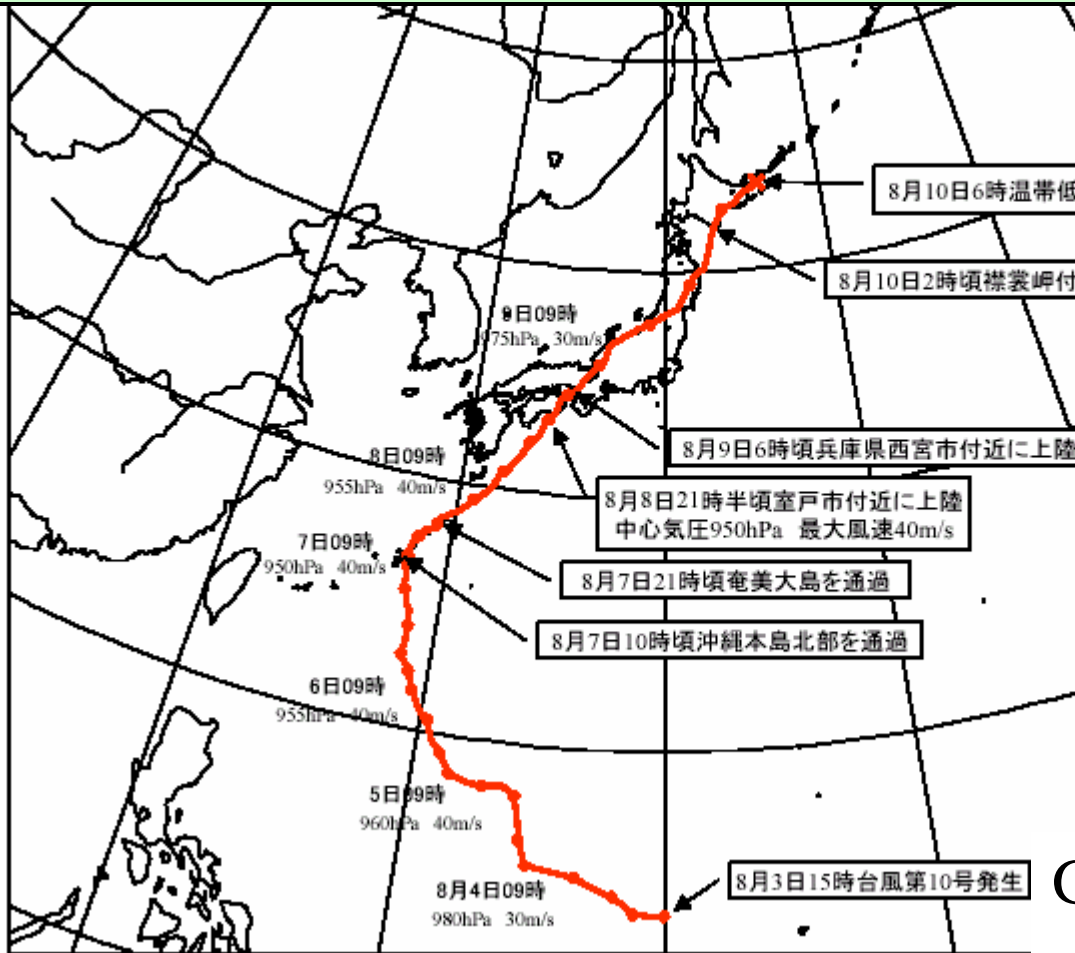 8月10日6時温帯低
8月10日2時頃襟裳岬付
9日09時
975hPa 30m/s
8月9日6時頃兵庫県西宮市付近に上陸
8日09時
955hPa 40m/s
8月8日21時半頃室戸市付近に上陸
中心気圧950hPa 最大風速40m/s
7日09時
950hPa 40m/s
8月7日21時頃奄美大島を通過
8月7日10時頃沖縄本島北部を通過
6日09時
955hPa 40m/s
5日09時
960hPa 40m/s
8月4日09時
980hPa 30m/s
8月3日15時台風第10号発生